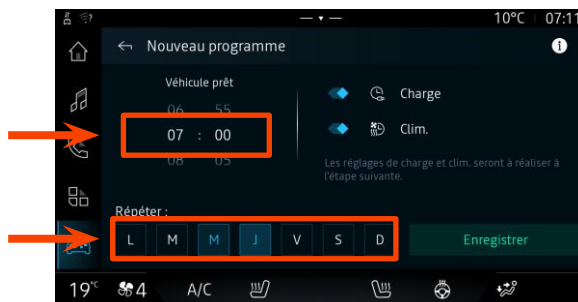 10°C 07:11
Nouveau programme
Véhicule prêt
06 55
07 : 00
08 05
Charge
Clim.
Les réglages de charge et clim. seront à réaliser à
l'étape suivante.
Répéter :
L M M J V S D
Enregistrer
19°C 4 A/C